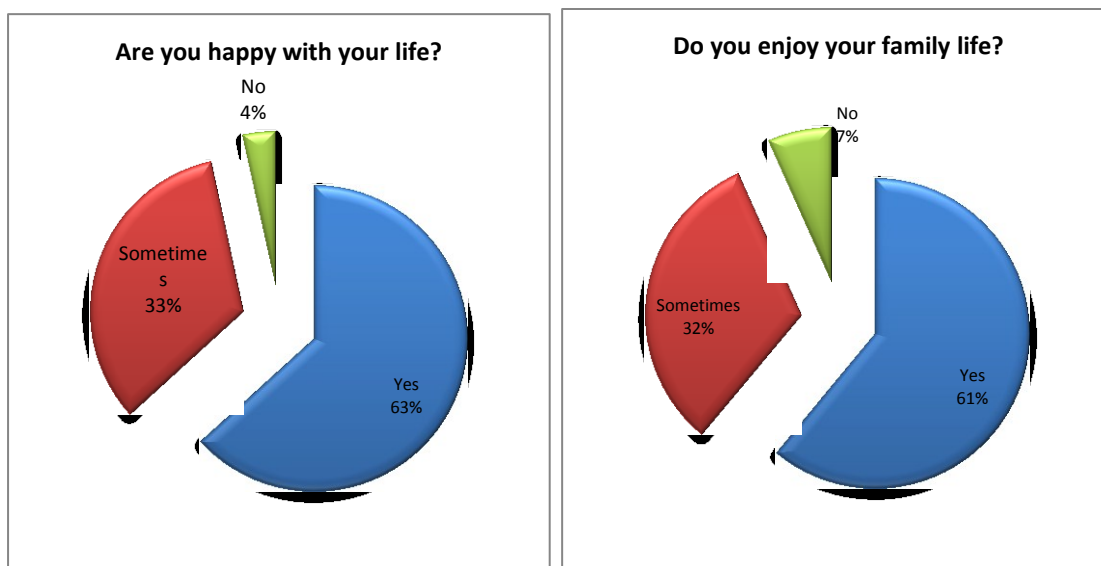 Are you happy with your life?
No
4%
Sometime
s
33%
Yes
63%
Do you enjoy your family life?
No
7%
Sometimes
32%
Yes
61%